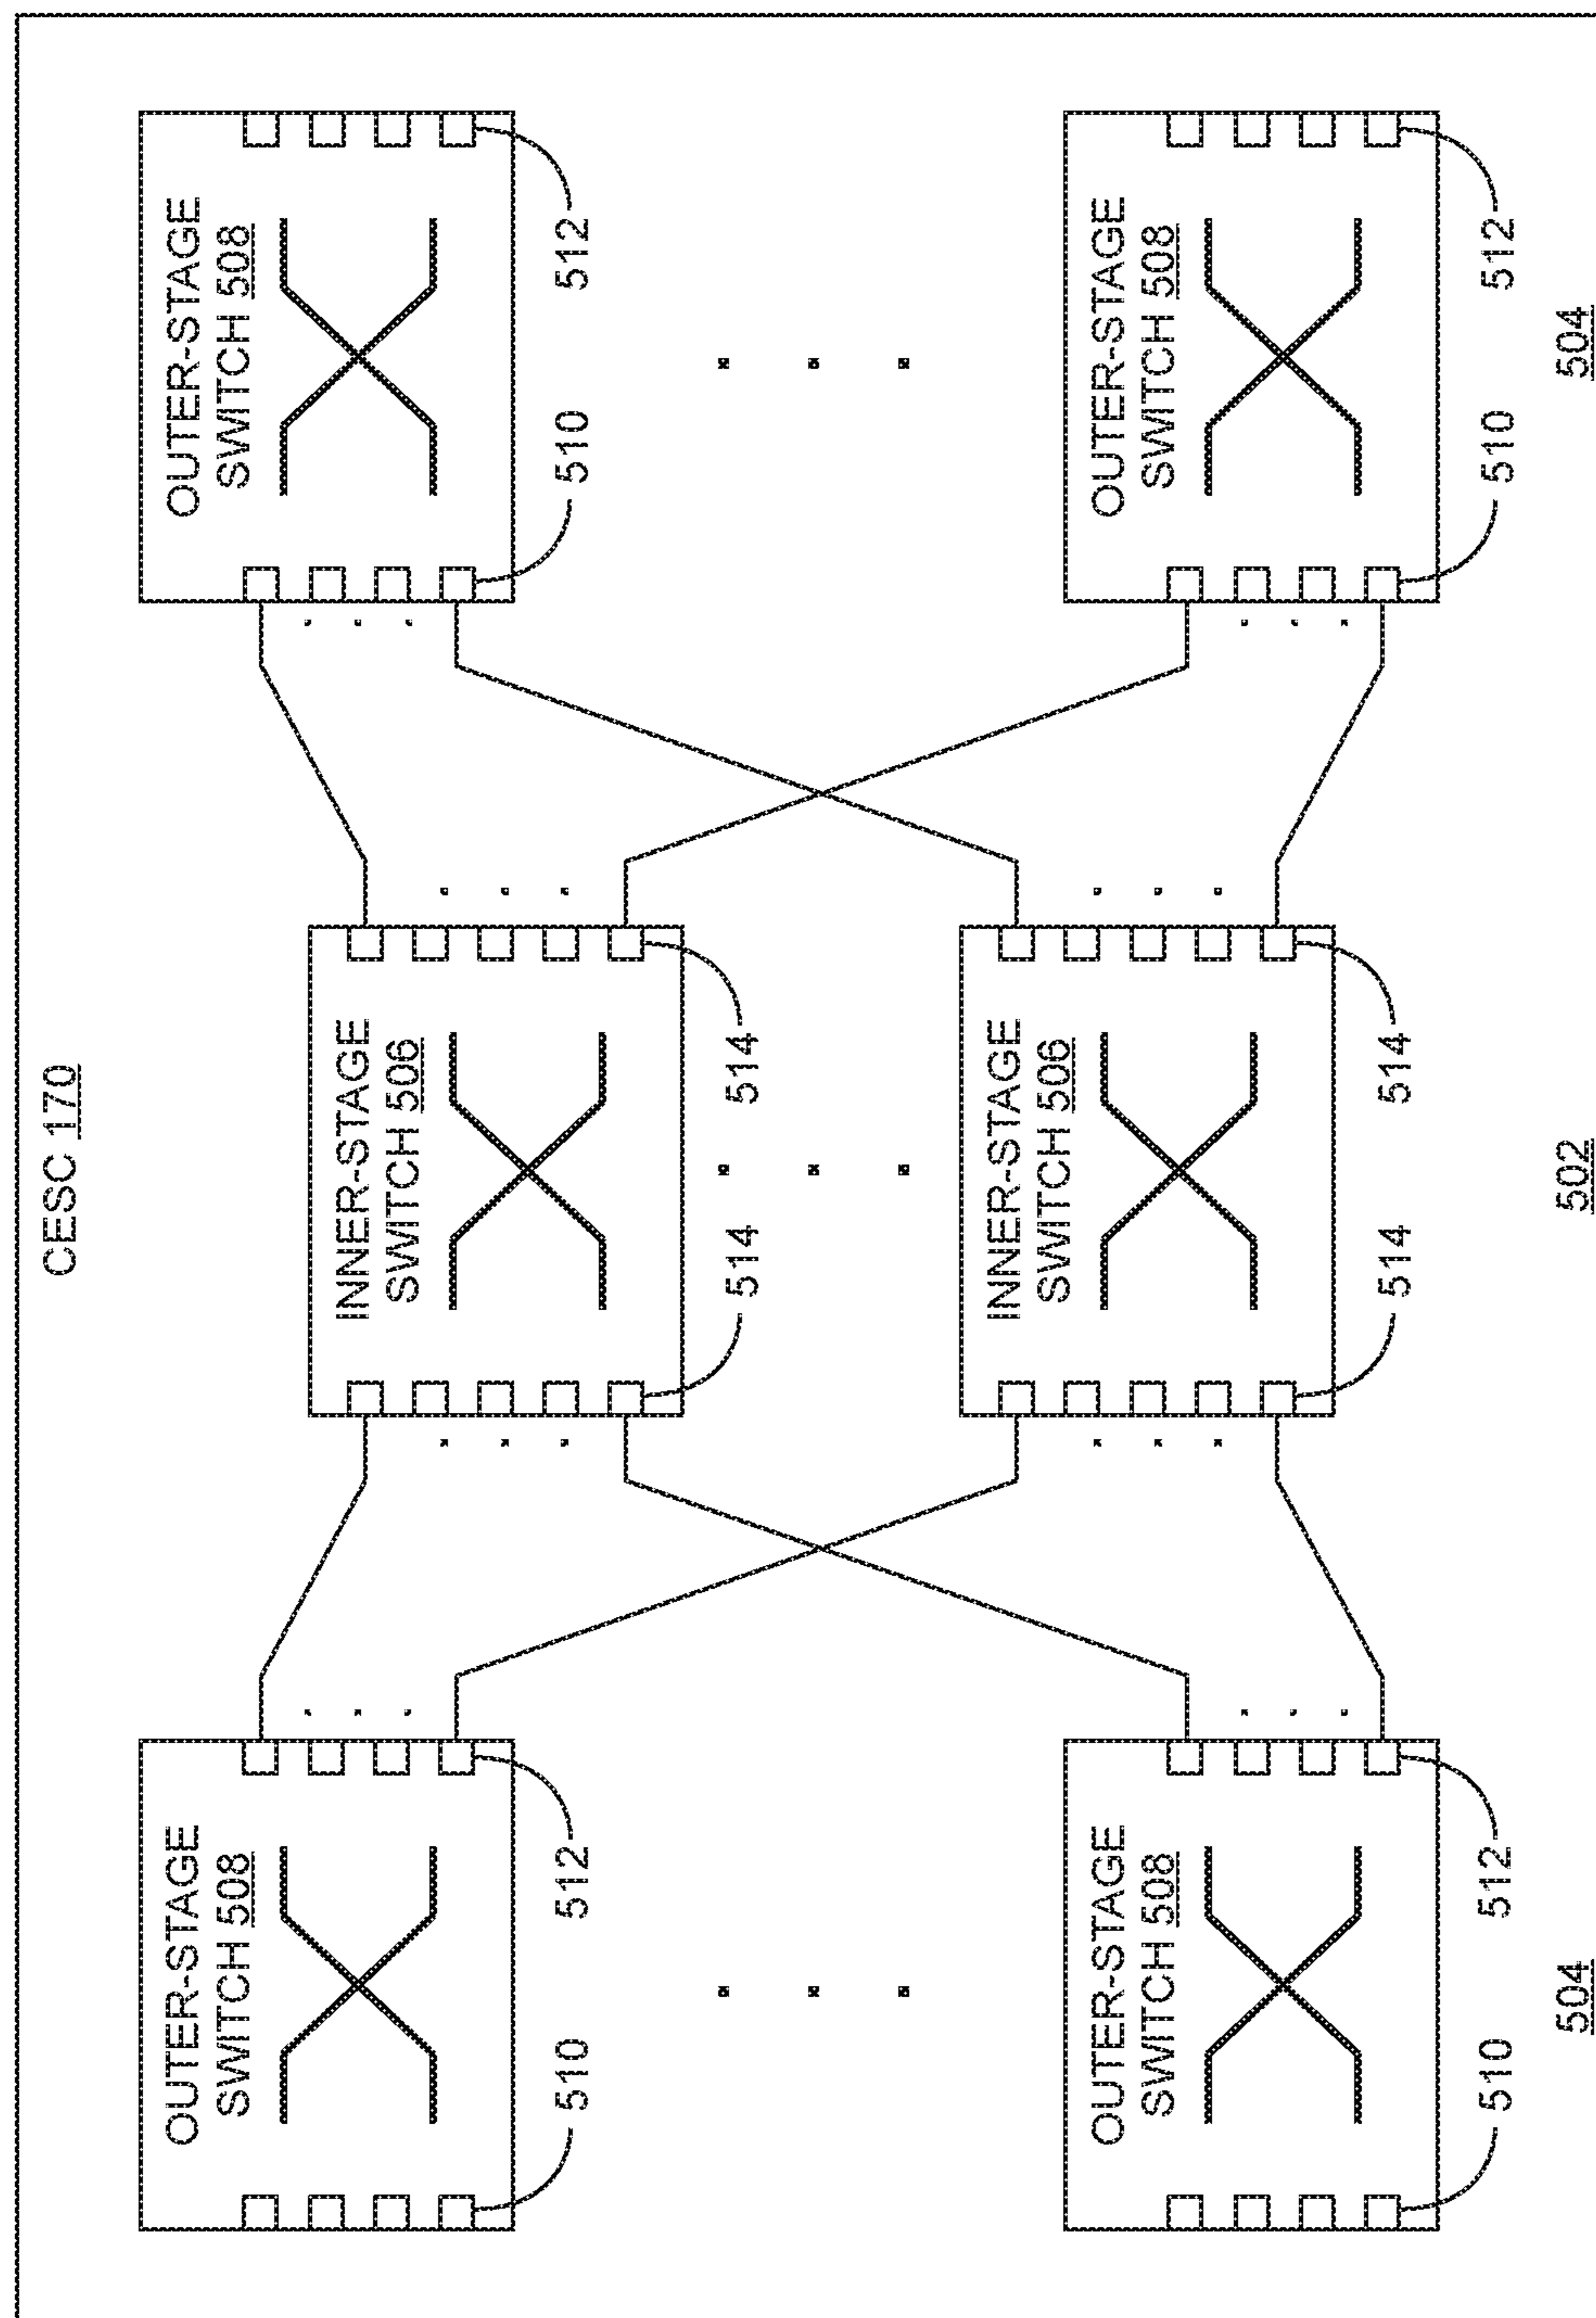 CESC 170
OUTER-STAGE
SWITCH 508
510
512
INNER-STAGE
SWITCH 506
514
514
OUTER-STAGE
SWITCH 508
510
512
OUTER-STAGE
SWITCH 508
510
512
INNER-STAGE
SWITCH 506
514
514
OUTER-STAGE
SWITCH 508
510
512
504
502
504